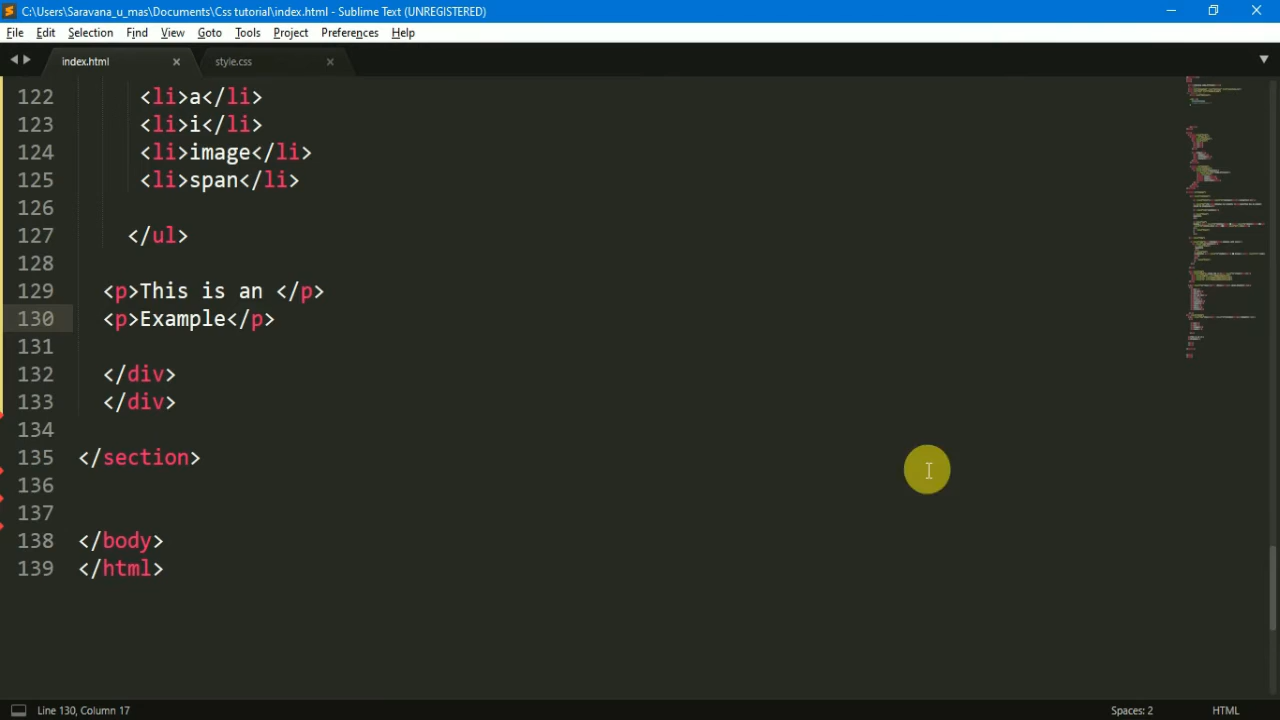 C:\Users\Saravana_u_mas\Documents\Css tutorial\index.html - Sublime Text (UNREGISTERED)
File Edit Selection Find View Goto Tools Project Preferences Help
index.html style.css
122 <li>a</li>
123 <li>i</li>
124 <li>image</li>
125 <li>span</li>
126
127 </ul>
128
129 <p>This is an </p>
130 <p>Example</p>
131
132 </div>
133 </div>
134
135 </section>
136
137
138 </body>
139 </html>
Line 130, Column 17 Spaces: 2 HTML